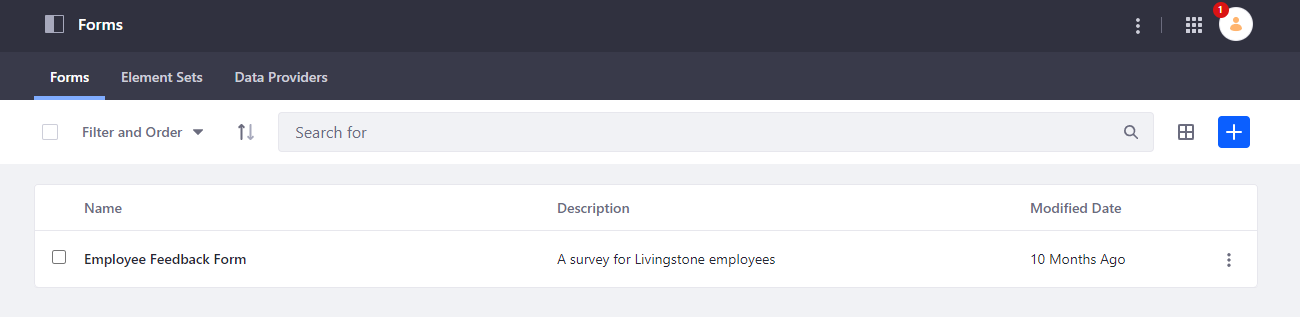 Forms
1
Forms Element Sets Data Providers
Filter and Order Search for
Name Description Modified Date
Employee Feedback Form A survey for Livingstone employees 10 Months Ago